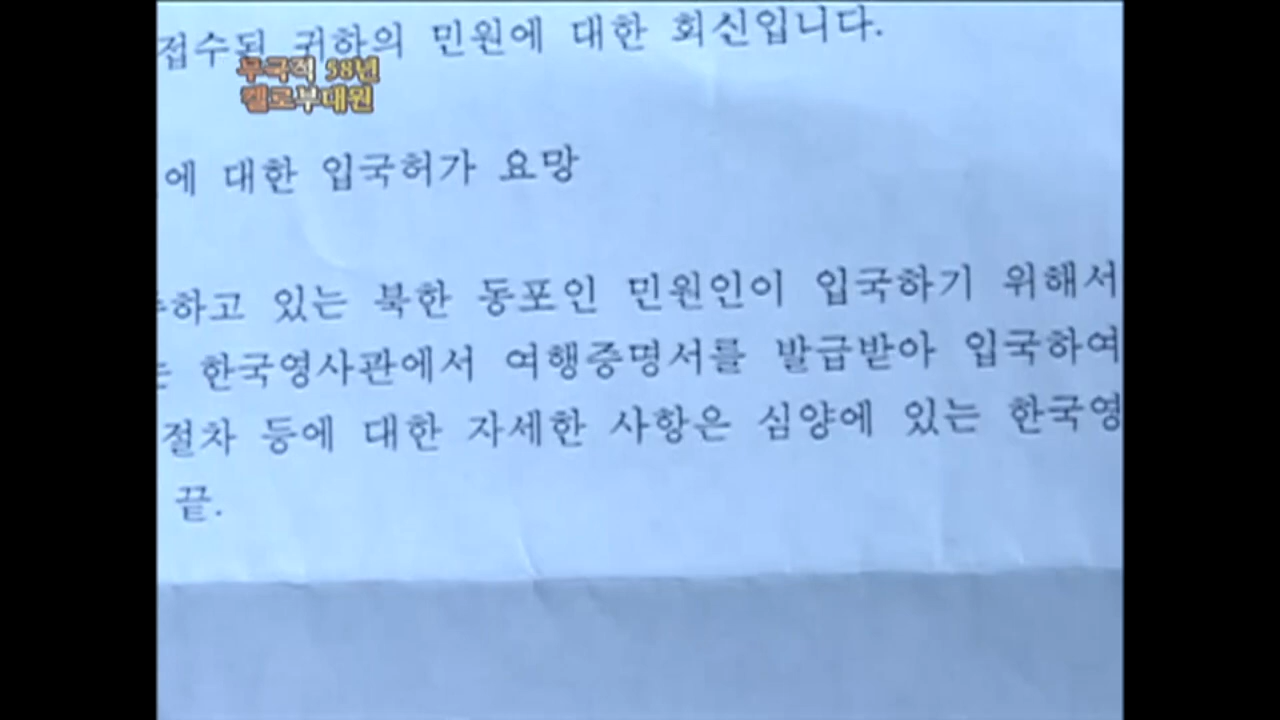 접수된 귀하의 민원에 대한 회신입니다.
무국적 58년
켈로부대원
에 대한 입국허가 요망
하고 있는 북한 동포인 민원인이 입국하기 위해서
는 한국영사관에서 여행증명서를 발급받아 입국하여
절차 등에 대한 자세한 사항은 심양에 있는 한국영
끝.